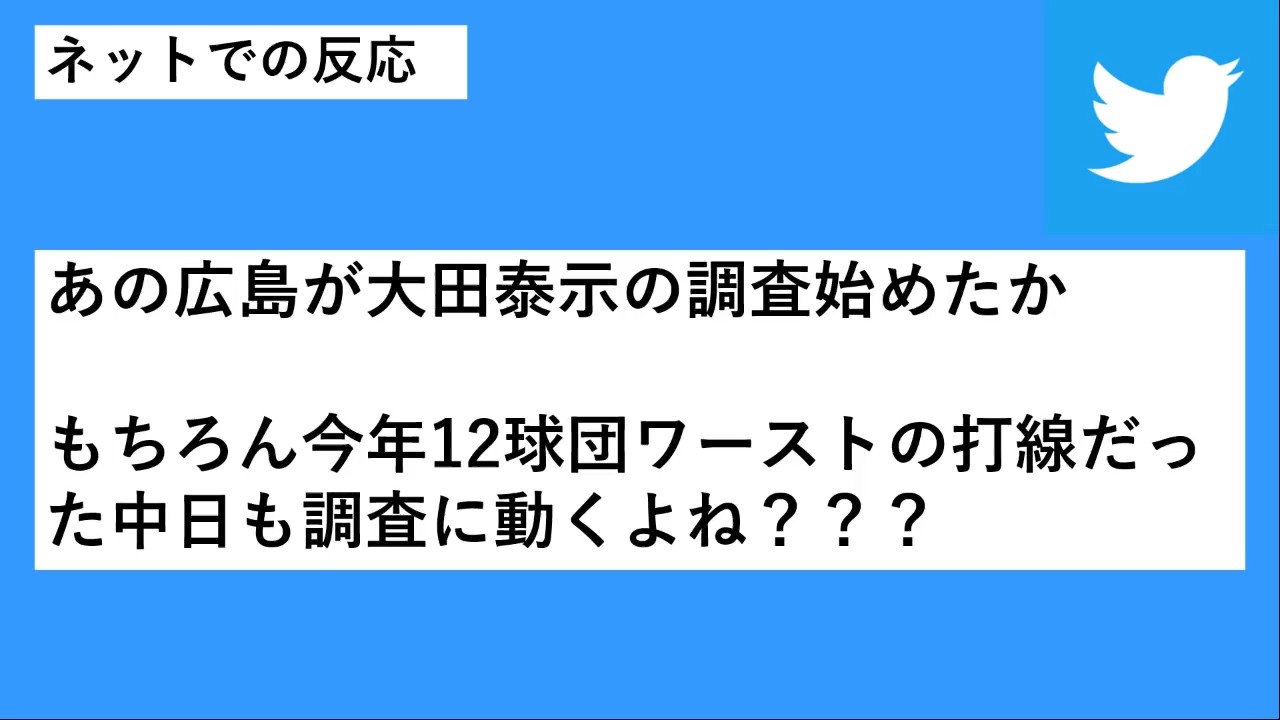 ネットでの反応
あの広島が大田泰示の調査始めたか
もちろん今年12球団ワーストの打線だっ
た中日も調査に動くよね？？？